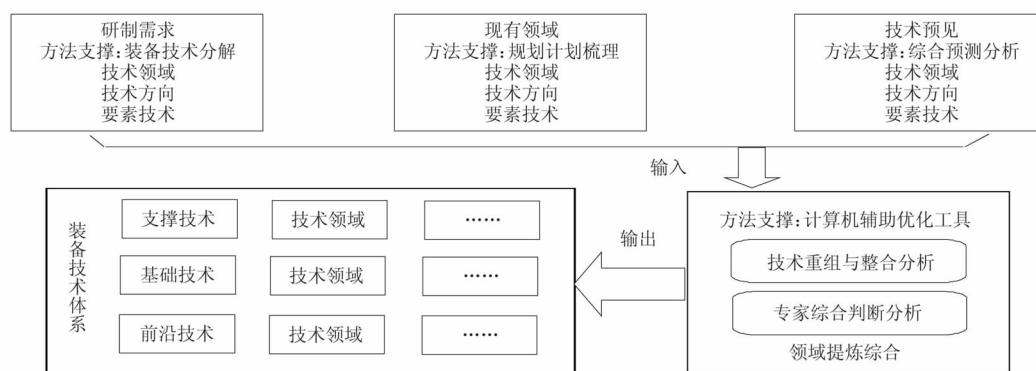 研制需求
方法支撑:装备技术分解
技术领域
技术方向
要素技术
现有领域
方法支撑:规划计划梳理
技术领域
技术方向
要素技术
技术预见
方法支撑:综合预测分析
技术领域
技术方向
要素技术
输入
装备技术体系
支撑技术
技术领域
……
基础技术
技术领域
……
前沿技术
技术领域
……
输出
方法支撑:计算机辅助优化工具
技术重组与整合分析
专家综合判断分析
领域提炼综合